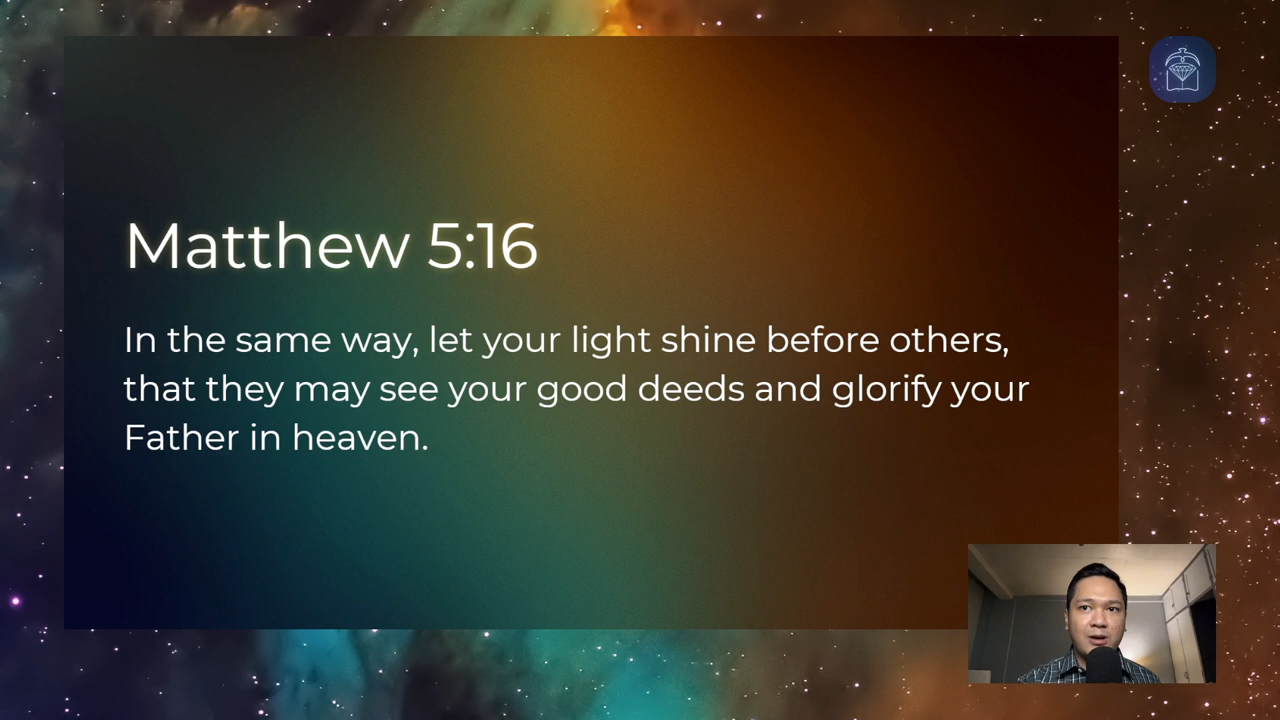 Matthew 5:16
In the same way, let your light shine before others,
that they may see your good deeds and glorify your
Father in heaven.